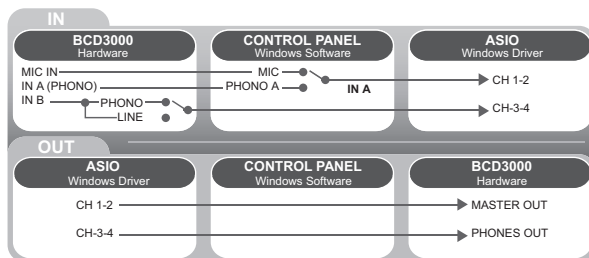 IN
BCD3000
Hardware
CONTROL PANEL
Windows Software
ASIO
Windows Driver
MIC IN
MIC
IN A (PHONO)
PHONO A
IN A
CH 1-2
IN B
PHONO
LINE
CH-3-4
OUT
ASIO
Windows Driver
CONTROL PANEL
Windows Software
BCD3000
Hardware
CH 1-2
MASTER OUT
CH-3-4
PHONES OUT